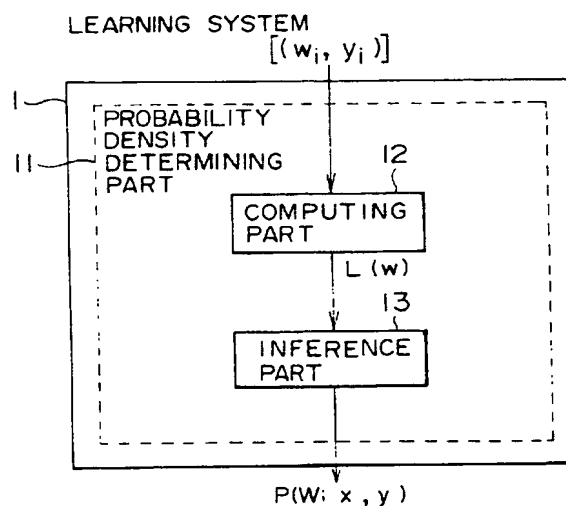 LEARNING SYSTEM
[(wi, yi)]
1
PROBABILITY
DENSITY
11 DETERMINING
PART
12
COMPUTING
PART
L(w)
13
INFERENCE
PART
P(W; x, y)